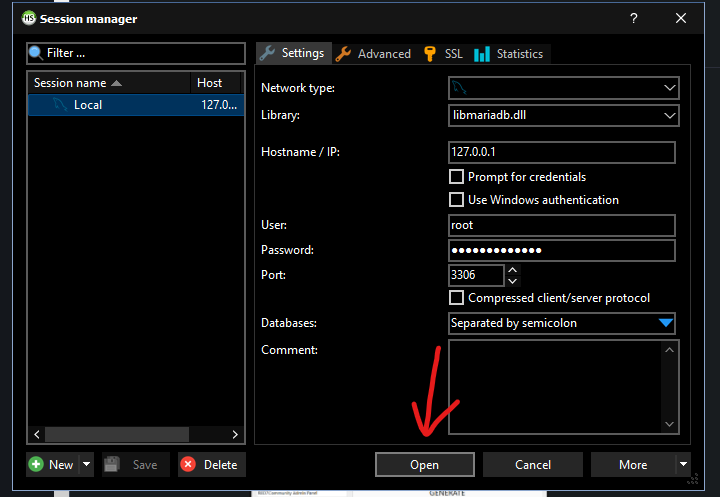 HS Session manager ?
Filter ...
Session name Host
Local 127.0...
Settings Advanced SSL Statistics
Network type:
Library: libmariadb.dll
Hostname / IP: 127.0.0.1
Prompt for credentials
Use Windows authentication
User: root
Password: ●●●●●●●●●●●●●
Port: 3306
Compressed client/server protocol
Databases: Separated by semicolon
Comment:
New Save Delete Open Cancel More
GENERATE